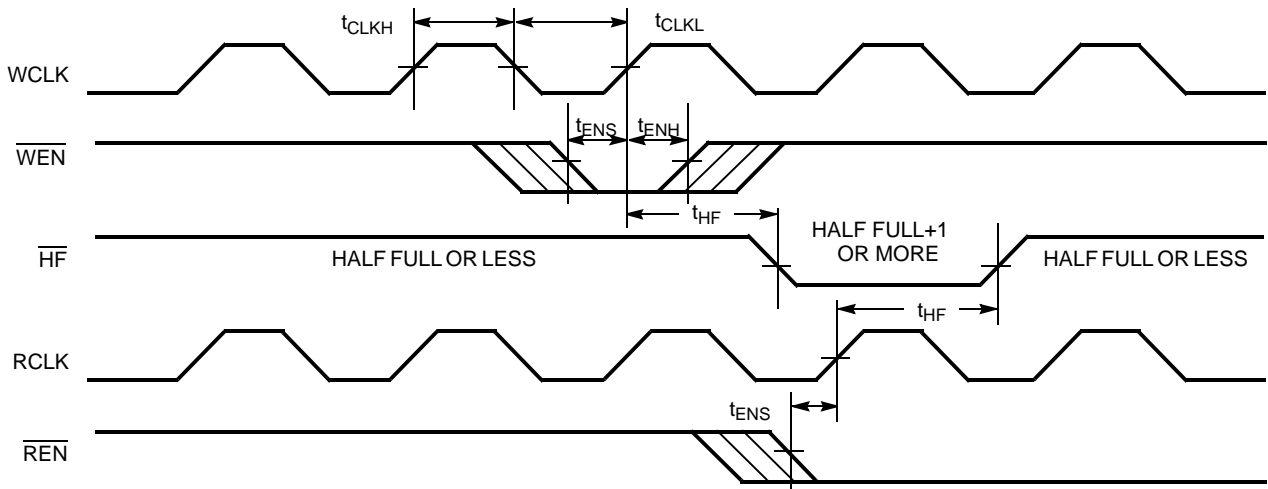 tCLKH
tCLKL
WCLK
tENS
tENH
WEN
tHF
HALF FULL+1
OR MORE
HF
HALF FULL OR LESS
HALF FULL OR LESS
tHF
RCLK
tENS
REN